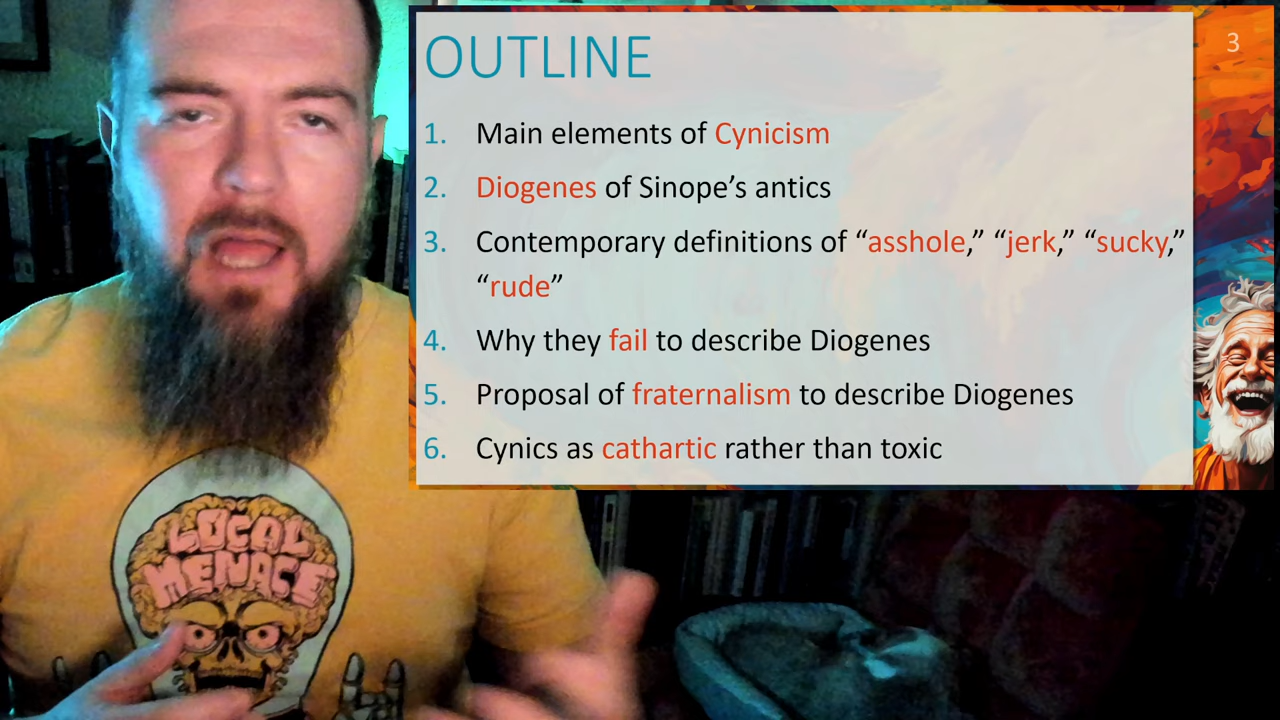 OUTLINE
3
1. Main elements of Cynicism
2. Diogenes of Sinope’s antics
3. Contemporary definitions of “asshole,” “jerk,” “sucky,”
“rude”
4. Why they fail to describe Diogenes
5. Proposal of fraternalism to describe Diogenes
6. Cynics as cathartic rather than toxic
LOCAL
MENACE